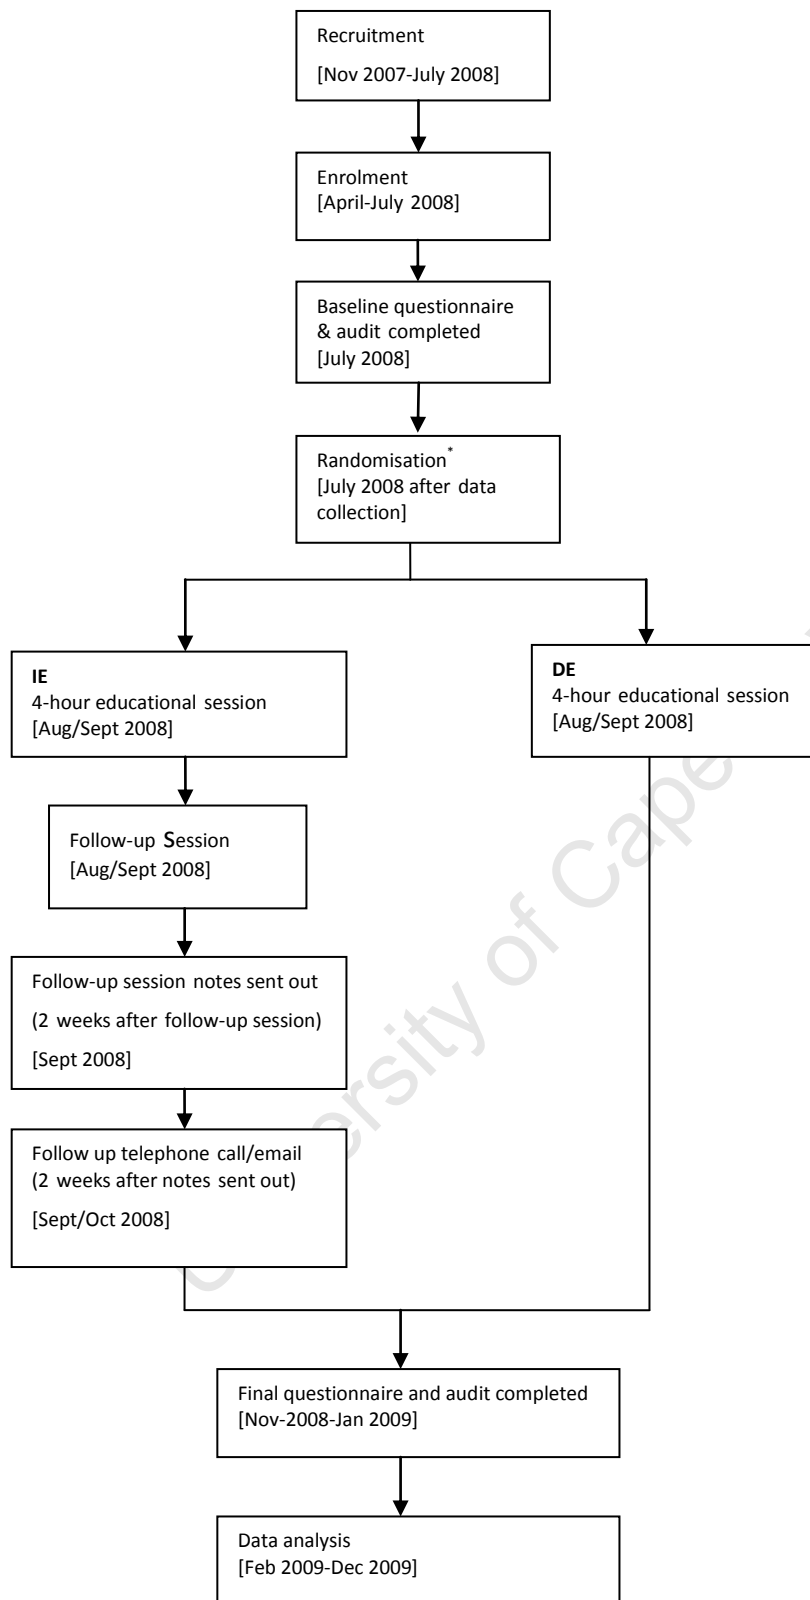 Recruitment
[Nov 2007-July 2008]
Enrolment
[April-July 2008]
Baseline questionnaire
& audit completed
[July 2008]
Randomisation*
[July 2008 after data
collection]
IE
4-hour educational session
[Aug/Sept 2008]
DE
4-hour educational session
[Aug/Sept 2008]
Follow-up Session
[Aug/Sept 2008]
Follow-up session notes sent out
(2 weeks after follow-up session)
[Sept 2008]
Follow up telephone call/email
(2 weeks after notes sent out)
[Sept/Oct 2008]
Final questionnaire and audit completed
[Nov-2008-Jan 2009]
Data analysis
[Feb 2009-Dec 2009]
of Cape